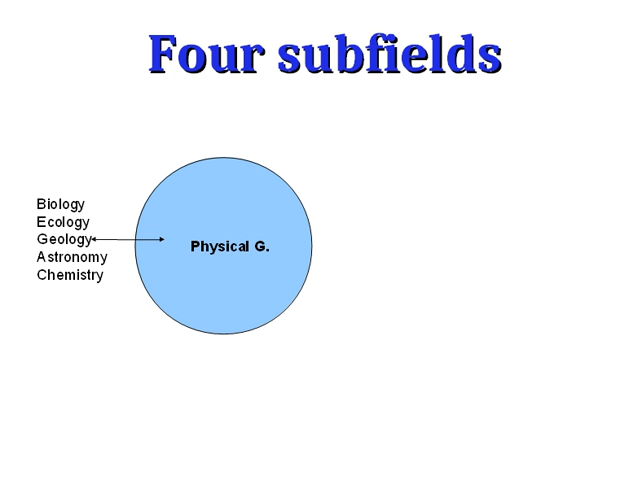 Four subfields
Biology
Ecology
Geology
Astronomy
Chemistry
Physical G.